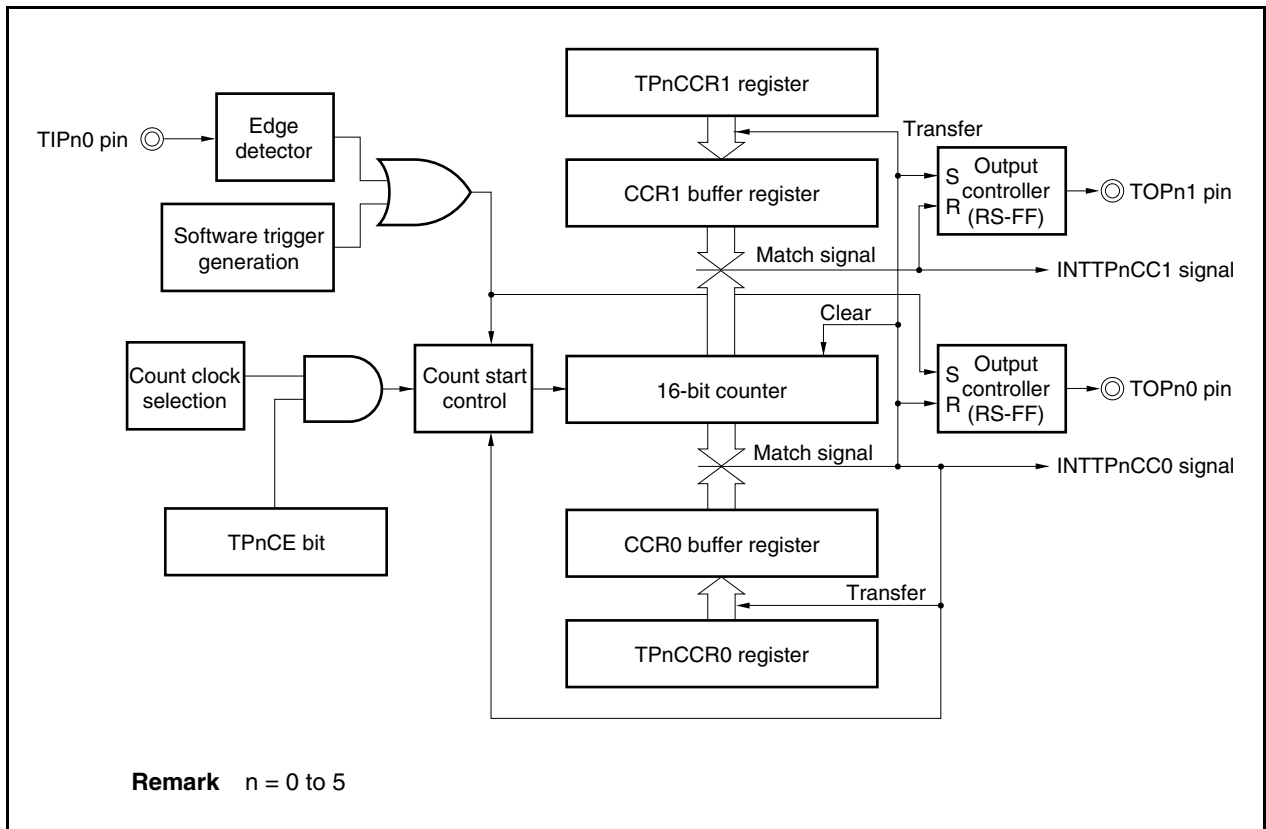 TPnCCR1 register
TIPn0 pin
Edge
detector
Transfer
CCR1 buffer register
S
R
Output
controller
(RS-FF)
TOPn1 pin
Software trigger
generation
Match signal
INTTPnCC1 signal
Clear
Count clock
selection
Count start
control
16-bit counter
S
R
Output
controller
(RS-FF)
TOPn0 pin
Match signal
INTTPnCC0 signal
TPnCE bit
CCR0 buffer register
Transfer
TPnCCR0 register
Remark n = 0 to 5